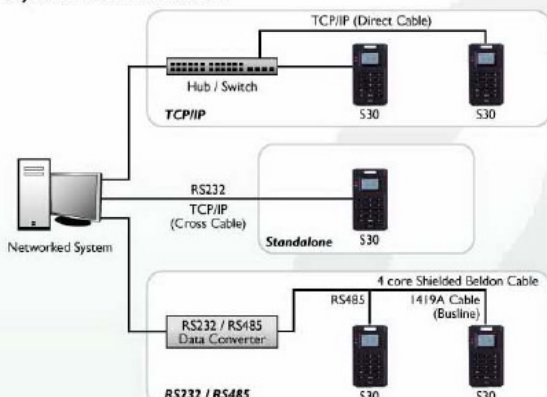 TCP/IP (Direct Cable)
Hub / Switch
S30
S30
TCP/IP
RS232
TCP/IP
(Cross Cable)
Networked System
Standalone
S30
4 core Shielded Beldon Cable
RS485
1419A Cable
(Busline)
RS232 / RS485
Data Converter
RS232 / RS485
S30
S30